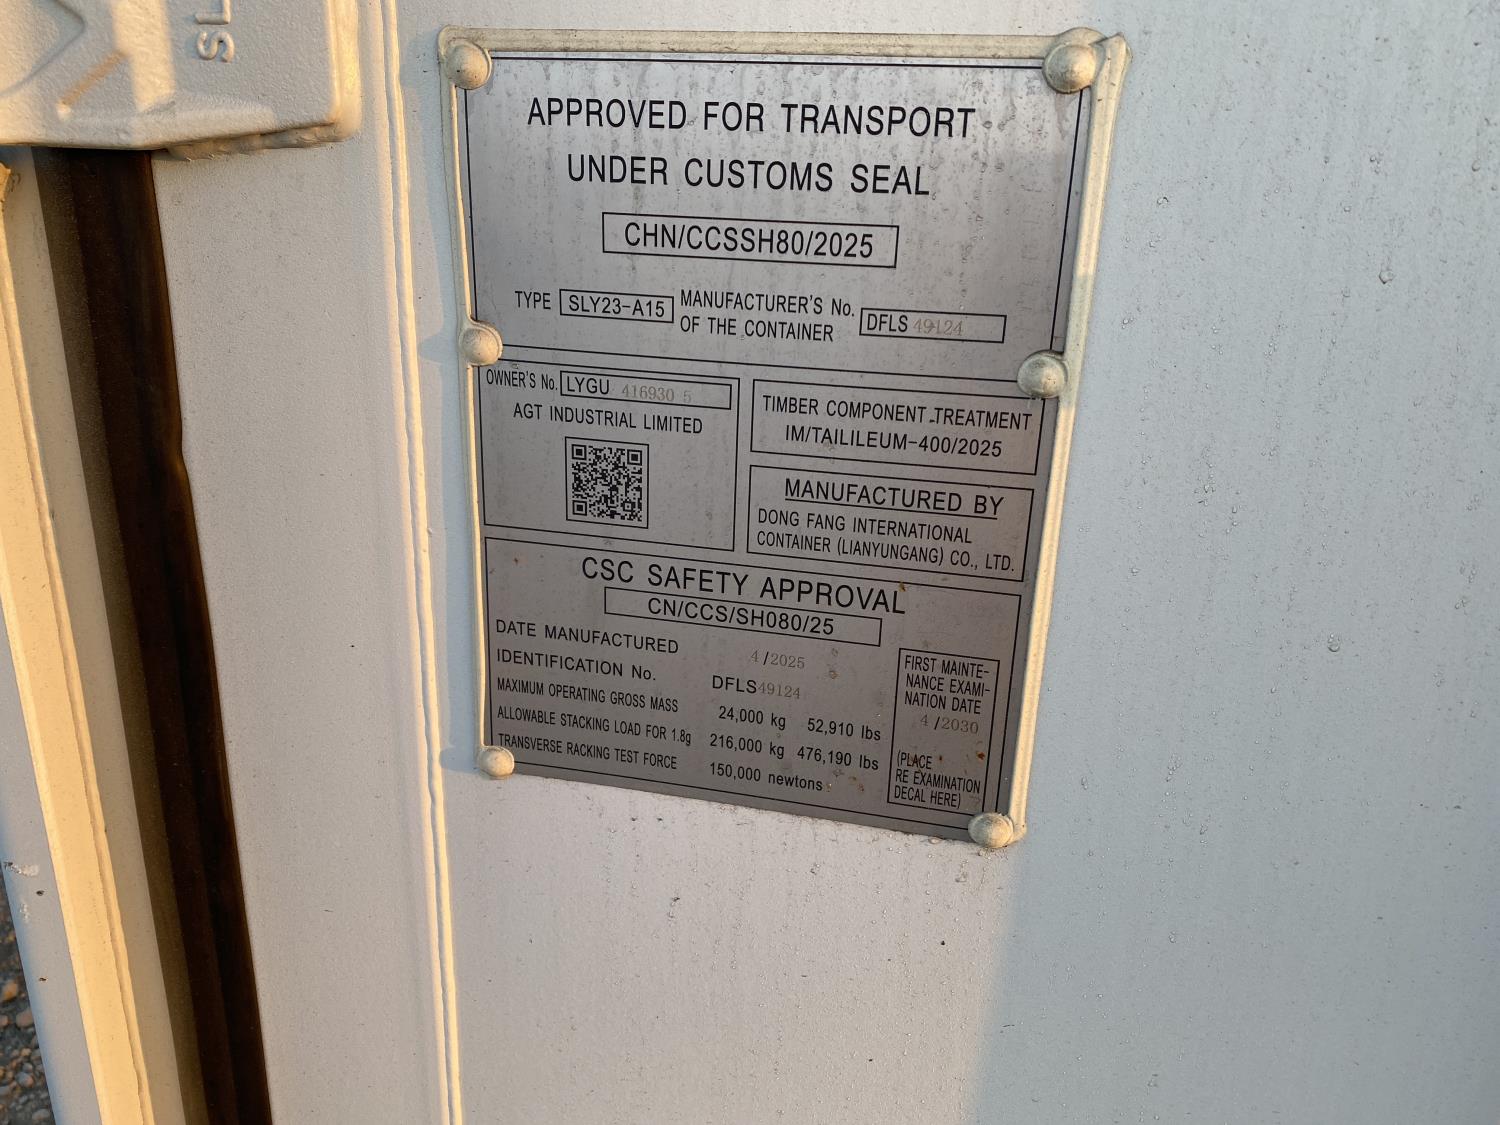 SL
APPROVED FOR TRANSPORT
UNDER CUSTOMS SEAL
CHN/CCSSH80/2025
TYPE SLY23-A15 MANUFACTURER'S No. OF THE CONTAINER DFLS 49124
OWNER'S No. LYGU 416930 5
AGT INDUSTRIAL LIMITED
TIMBER COMPONENT TREATMENT
IM/TAILILEUM-400/2025
MANUFACTURED BY
DONG FANG INTERNATIONAL
CONTAINER (LIANYUNGANG) CO., LTD.
CSC SAFETY APPROVAL
CN/CCS/SH080/25
DATE MANUFACTURED 4/2025
IDENTIFICATION No. DFLS49124
MAXIMUM OPERATING GROSS MASS 24,000 kg 52,910 lbs
ALLOWABLE STACKING LOAD FOR 1.8g 216,000 kg 476,190 lbs
TRANSVERSE RACKING TEST FORCE 150,000 newtons
FIRST MAINTE-
NANCE EXAMI-
NATION DATE
4/2030
(PLACE
RE EXAMINATION
DECAL HERE)